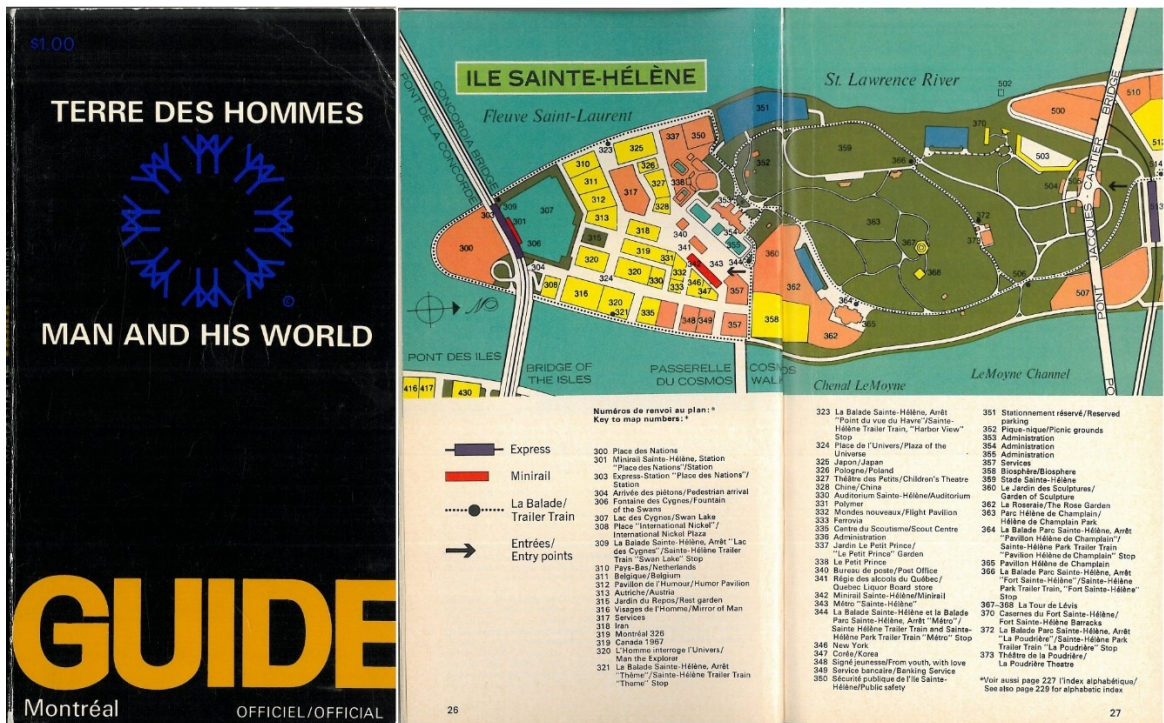 $1.00
TERRE DES HOMMES
©
MAN AND HIS WORLD
GUIDE
Montréal
OFFICIEL/OFFICIAL
ILE SAINTE-HÉLÈNE
Fleuve Saint-Laurent
St. Lawrence River
CONCORDIA BRIDGE
PONT DE LA CONCORDE
PONT JACQUES-CARTIER BRIDGE
PONT DES ILES
BRIDGE OF
THE ISLES
PASSERELLE
DU COSMOS
COSMOS
WALK
Chenal LeMoyne
LeMoyne Channel
Express
Minirail
La Balade/
Trailer Train
Entrées/
Entry points
Numéros de renvoi au plan:*
Key to map numbers:*
300 Place des Nations
301 Minirail Sainte-Hélène, Station
"Place des Nations"/Station
303 Express-Station "Place des Nations"/
Station
304 Arrivée des piétons/Pedestrian arrival
306 Fontaine des Cygnes/Fountain
of the Swans
307 Lac des Cygnes/Swan Lake
308 Place "International Nickel"/
International Nickel Plaza
309 La Balade Sainte-Hélène, Arrêt "Lac
des Cygnes"/Sainte-Hélène Trailer
Train "Swan Lake" Stop
310 Pays-Bas/Netherlands
311 Belgique/Belgium
312 Pavillon de l'Humour/Humor Pavilion
313 Autriche/Austria
315 Jardin du Repos/Rest garden
316 Visages de l'Homme/Mirror of Man
317 Services
318 Iran
319 Montréal 326
319 Canada 1967
320 L'Homme interroge l'Univers/
Man the Explorer
321 La Balade Sainte-Hélène, Arrêt
"Thème"/Sainte-Hélène Trailer Train
"Theme" Stop
26
323 La Balade Sainte-Hélène, Arrêt
"Point du vue du Havre"/Sainte-
Hélène Trailer Train, "Harbor View"
Stop
324 Place de l'Univers/Plaza of the
Universe
325 Japon/Japan
326 Pologne/Poland
327 Théâtre des Petits/Children's Theatre
328 Chine/China
330 Auditorium Sainte-Hélène/Auditorium
331 Polymer
332 Mondes nouveaux/Flight Pavilion
333 Ferrovia
335 Centre du Scoutisme/Scout Centre
336 Administration
337 Jardin Le Petit Prince/
"Le Petit Prince" Garden
338 Le Petit Prince
340 Bureau de poste/Post Office
341 Régie des alcools du Québec/
Quebec Liquor Board store
342 Minirail Sainte-Hélène/Minirail
343 Métro "Sainte-Hélène"
344 La Balade Sainte-Hélène et la Balade
Parc Sainte-Hélène, Arrêt "Métro"/
Sainte Hélène Trailer Train and Sainte-
Hélène Park Trailer Train "Métro" Stop
346 New York
347 Corée/Korea
348 Signé jeunesse/From youth, with love
349 Service bancaire/Banking Service
350 Sécurité publique de l'Ile Sainte-
Hélène/Public safety
351 Stationnement réservé/Reserved
parking
352 Pique-nique/Picnic grounds
353 Administration
354 Administration
355 Administration
357 Services
358 Biosphère/Biosphere
359 Stade Sainte-Hélène
360 Le Jardin des Sculptures/
Garden of Sculpture
362 La Roseraie/The Rose Garden
363 Parc Hélène de Champlain/
Hélène de Champlain Park
364 La Balade Parc Sainte-Hélène, Arrêt
"Pavillon Hélène de Champlain"/
Sainte-Hélène Park Trailer Train
"Pavillon Hélène de Champlain" Stop
365 Pavillon Hélène de Champlain
366 La Balade Parc Sainte-Hélène, Arrêt
"Fort Sainte-Hélène"/Sainte-Hélène
Park Trailer Train, "Fort Sainte-Hélène"
Stop
367-368 La Tour de Lévis
370 Casernes du Fort Sainte-Hélène/
Fort Sainte-Hélène Barracks
372 La Balade Parc Sainte-Hélène, Arrêt
"La Poudrière"/Sainte-Hélène Park
Trailer Train "La Poudrière" Stop
373 Théâtre de la Poudrière/
La Poudrière Theatre
*Voir aussi page 227 l'index alphabétique/
See also page 229 for alphabetic index
27